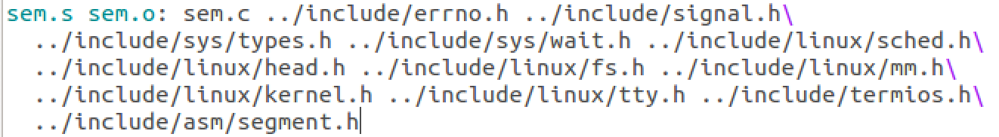 sem.s sem.o: sem.c ../include/errno.h ../include/signal.h\
../include/sys/types.h ../include/sys/wait.h ../include/linux/sched.h\
../include/linux/head.h ../include/linux/fs.h ../include/linux/mm.h\
../include/linux/kernel.h ../include/linux/tty.h ../include/termios.h\
../include/asm/segment.h